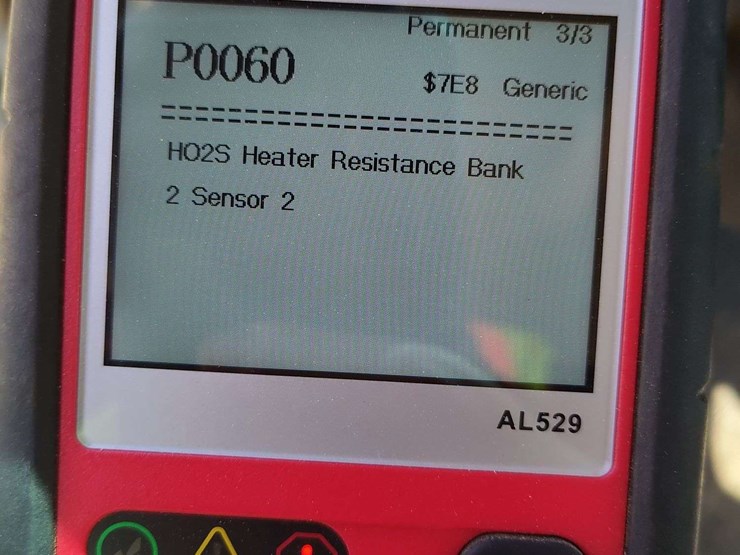 Permanent 3/3
P0060
$7E8 Generic
=============================
HO2S Heater Resistance Bank
2 Sensor 2
AL529